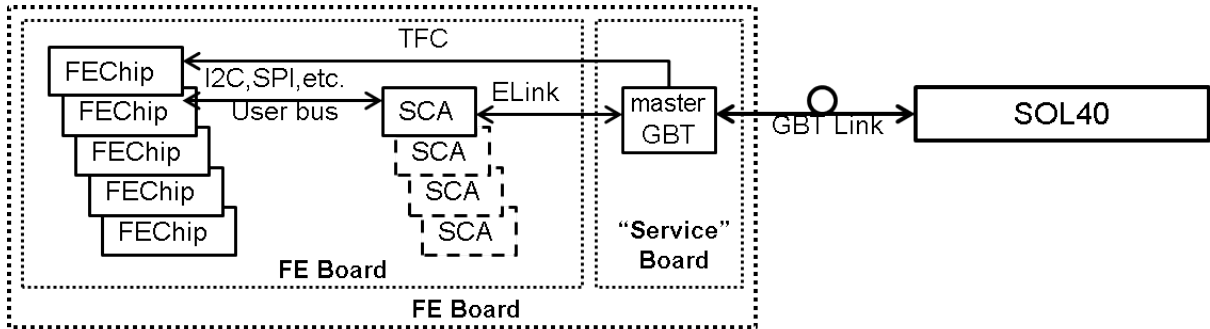 TFC
FEChip
I2C,SPI,etc.
User bus
FEChip
FEChip
FEChip
FEChip
SCA
SCA
SCA
SCA
ELink
master
GBT
GBT Link
SOL40
“Service”
Board
FE Board
FE Board